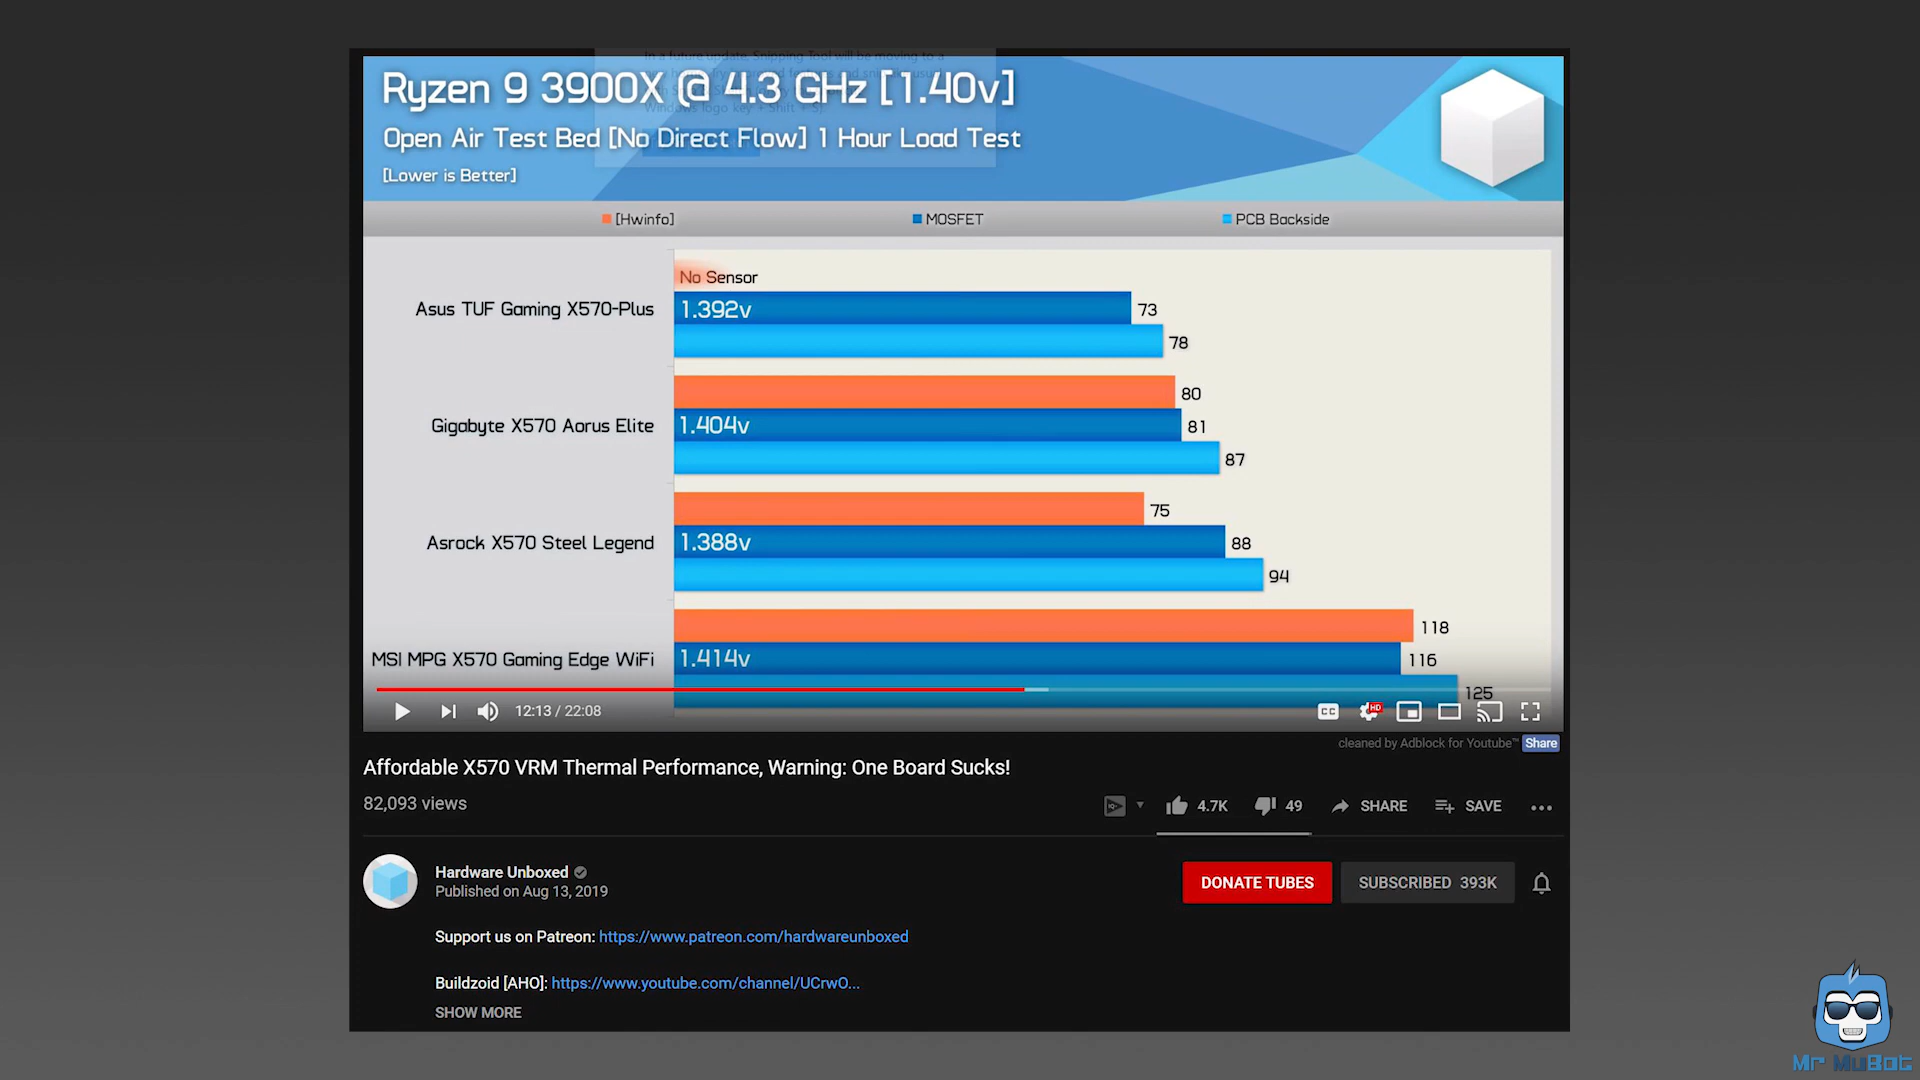 Ryzen 9 3900X @ 4.3 GHz [1.40v]
Open Air Test Bed [No Direct Flow] 1 Hour Load Test
[Lower is Better]
[Hwinfo] MOSFET PCB Backside
No Sensor
Asus TUF Gaming X570-Plus 1.392v 73
78
80
Gigabyte X570 Aorus Elite 1.404v 81
87
75
Asrock X570 Steel Legend 1.388v 88
94
118
MSI MPG X570 Gaming Edge WiFi 1.414v 116
125
12:13 / 22:08 CC HD
cleaned by Adblock for Youtube™ Share
Affordable X570 VRM Thermal Performance, Warning: One Board Sucks!
82,093 views 4.7K 49 SHARE SAVE
Hardware Unboxed
Published on Aug 13, 2019
DONATE TUBES SUBSCRIBED 393K
Support us on Patreon: https://www.patreon.com/hardwareunboxed
Buildzoid [AHO]: https://www.youtube.com/channel/UCrwO...
SHOW MORE
Mr MuBot